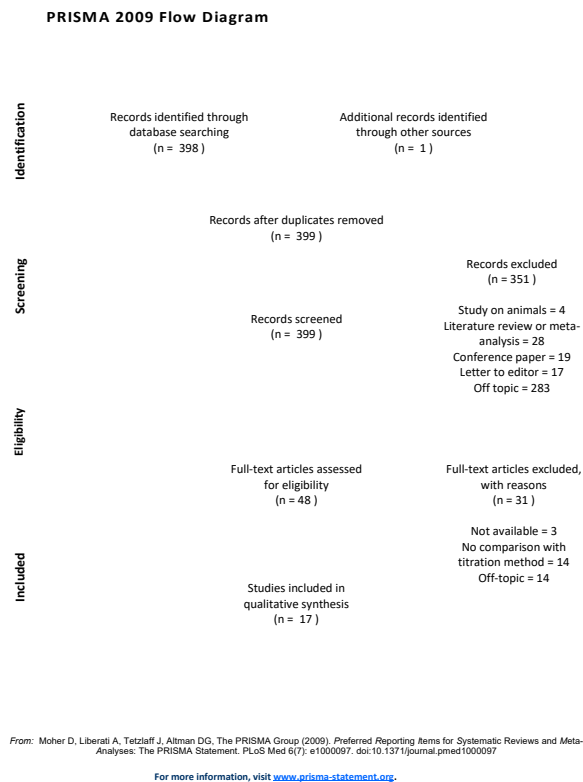 PRISMA 2009 Flow Diagram
Identification
Records identified through
database searching
(n = 398 )
Additional records identified
through other sources
(n = 1 )
Records after duplicates removed
(n = 399 )
Screening
Records excluded
(n = 351 )
Study on animals = 4
Literature review or meta-
analysis = 28
Conference paper = 19
Letter to editor = 17
Off topic = 283
Records screened
(n = 399 )
Eligibility
Full-text articles assessed
for eligibility
(n = 48 )
Full-text articles excluded,
with reasons
(n = 31 )
Not available = 3
No comparison with
titration method = 14
Off-topic = 14
Included
Studies included in
qualitative synthesis
(n = 17 )
From: Moher D, Liberati A, Tetzlaff J, Altman DG, The PRISMA Group (2009). Preferred Reporting Items for Systematic Reviews and Meta-
Analyses: The PRISMA Statement. PLoS Med 6(7): e1000097. doi:10.1371/journal.pmed1000097
For more information, visit www.prisma-statement.org.